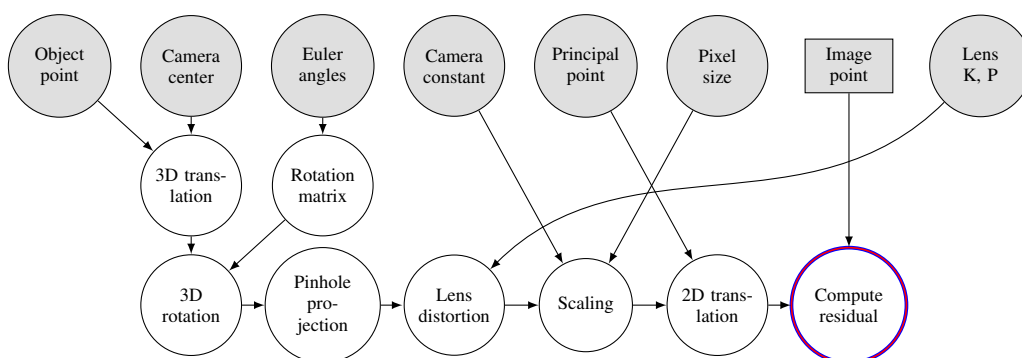 Object
point
Camera
center
Euler
angles
Camera
constant
Principal
point
Pixel
size
Image
point
Lens
K, P
3D trans-
lation
Rotation
matrix
3D
rotation
Pinhole
pro-
jection
Lens
distortion
Scaling
2D trans-
lation
Compute
residual